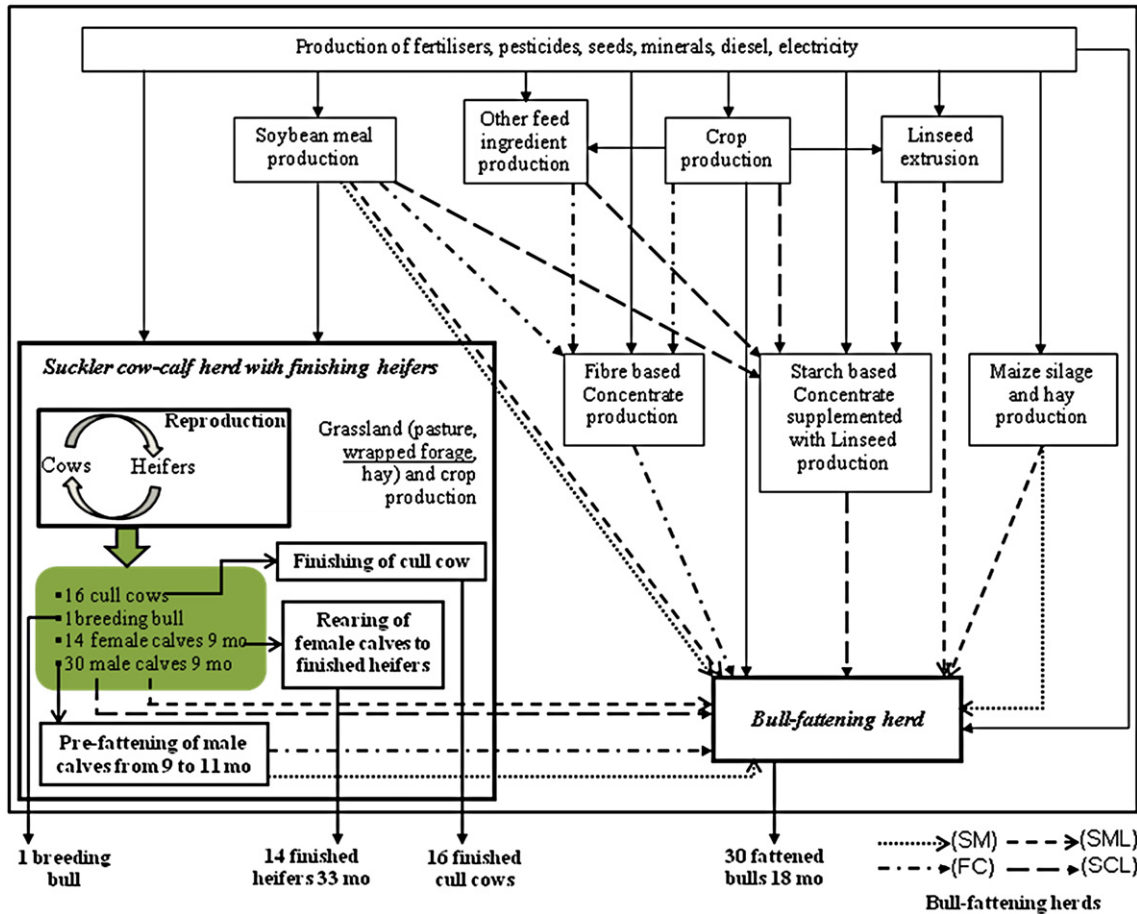 Production of fertilisers, pesticides, seeds, minerals, diesel, electricity
Soybean meal
production
Other feed
ingredient
production
Crop
production
Linseed
extrusion
Suckler cow-calf herd with finishing heifers
Reproduction
Cows
Heifers
Grassland (pasture,
wrapped forage,
hay) and crop
production
Fibre based
Concentrate
production
Starch based
Concentrate
supplemented
with Linseed
production
Maize silage
and hay
production
▪ 16 cull cows
▪ 1breeding bull
▪ 14 female calves 9 mo
▪ 30 male calves 9 mo
Finishing of cull cow
Rearing of
female calves to
finished heifers
Pre-fattening of male
calves from 9 to 11 mo
Bull-fattening herd
1 breeding
bull
14 finished
heifers 33 mo
16 finished
cull cows
30 fattened
bulls 18 mo
(SM)
(SML)
(FC)
(SCL)
Bull-fattening herds